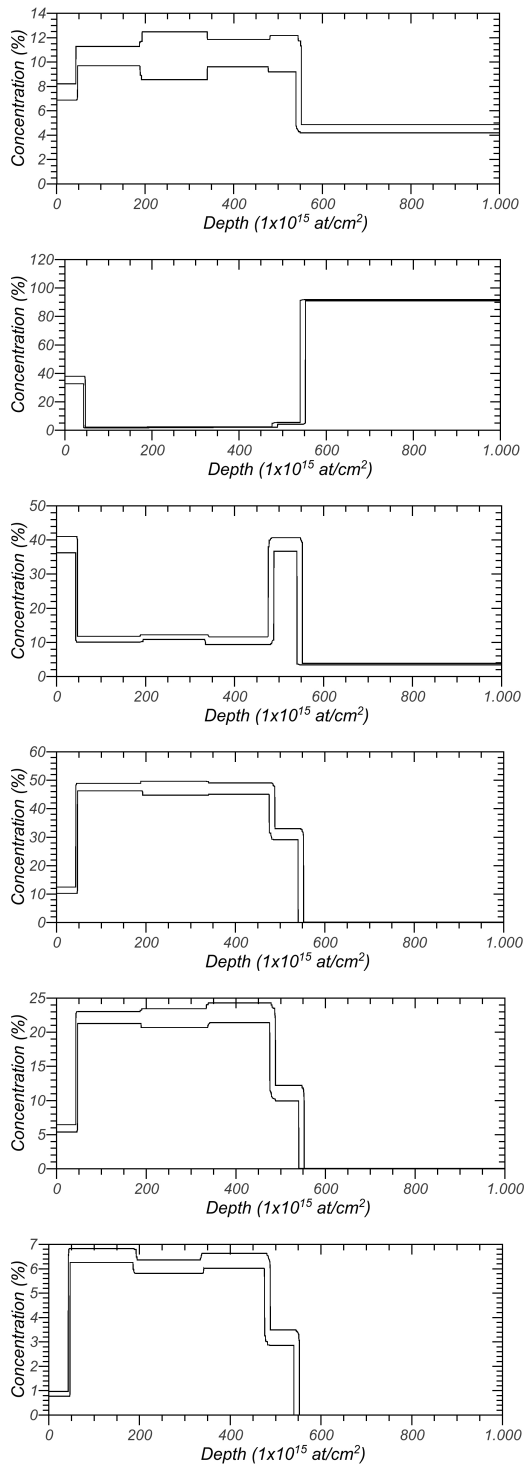 Concentration (%)
14
12
10
8
6
4
2
0
0 200 400 600 800 1.000
Depth (1x10¹⁵ at/cm²)
Concentration (%)
120
100
80
60
40
20
0
0 200 400 600 800 1.000
Depth (1x10¹⁵ at/cm²)
Concentration (%)
50
40
30
20
10
0
0 200 400 600 800 1.000
Depth (1x10¹⁵ at/cm²)
Concentration (%)
60
50
40
30
20
10
0
0 200 400 600 800 1.000
Depth (1x10¹⁵ at/cm²)
Concentration (%)
25
20
15
10
5
0
0 200 400 600 800 1.000
Depth (1x10¹⁵ at/cm²)
Concentration (%)
7
6
5
4
3
2
1
0
0 200 400 600 800 1.000
Depth (1x10¹⁵ at/cm²)